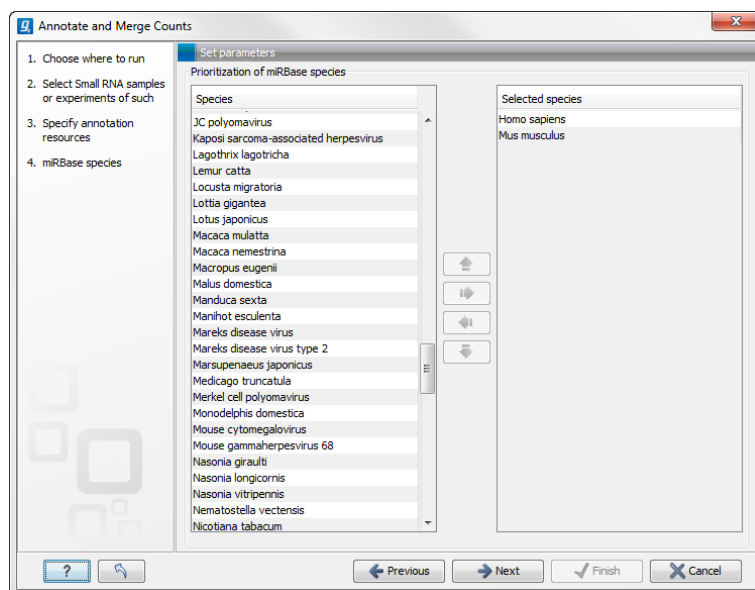 Annotate and Merge Counts
1. Choose where to run
2. Select Small RNA samples
or experiments of such
3. Specify annotation
resources
4. miRBase species
Set parameters
Prioritization of miRBase species
Species
JC polyomavirus
Kaposi sarcoma-associated herpesvirus
Lagothrix lagotricha
Lemur catta
Locusta migratoria
Lottia gigantea
Lotus japonicus
Macaca mulatta
Macaca nemestrina
Macropus eugenii
Malus domestica
Manduca sexta
Manihot esculenta
Mareks disease virus
Mareks disease virus type 2
Marsupenaeus japonicus
Medicago truncatula
Merkel cell polyomavirus
Monodelphis domestica
Mouse cytomegalovirus
Mouse gammaherpesvirus 68
Nasonia giraulti
Nasonia longicornis
Nasonia vitripennis
Nematostella vectensis
Nicotiana tabacum
Selected species
Homo sapiens
Mus musculus
?
Previous
Next
Finish
Cancel